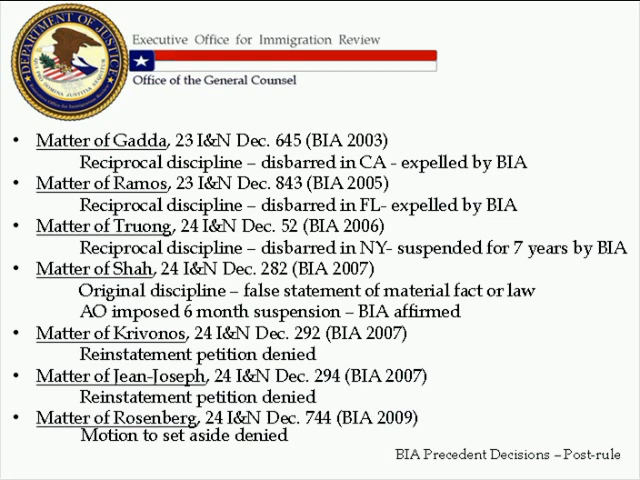 DEPARTMENT OF JUSTICE
Executive Office for Immigration Review
Office of the General Counsel
• Matter of Gadda, 23 I&N Dec. 645 (BIA 2003)
Reciprocal discipline – disbarred in CA - expelled by BIA
• Matter of Ramos, 23 I&N Dec. 843 (BIA 2005)
Reciprocal discipline – disbarred in FL- expelled by BIA
• Matter of Truong, 24 I&N Dec. 52 (BIA 2006)
Reciprocal discipline – disbarred in NY- suspended for 7 years by BIA
• Matter of Shah, 24 I&N Dec. 282 (BIA 2007)
Original discipline – false statement of material fact or law
AO imposed 6 month suspension – BIA affirmed
• Matter of Krivonos, 24 I&N Dec. 292 (BIA 2007)
Reinstatement petition denied
• Matter of Jean-Joseph, 24 I&N Dec. 294 (BIA 2007)
Reinstatement petition denied
• Matter of Rosenberg, 24 I&N Dec. 744 (BIA 2009)
Motion to set aside denied
BIA Precedent Decisions – Post-rule